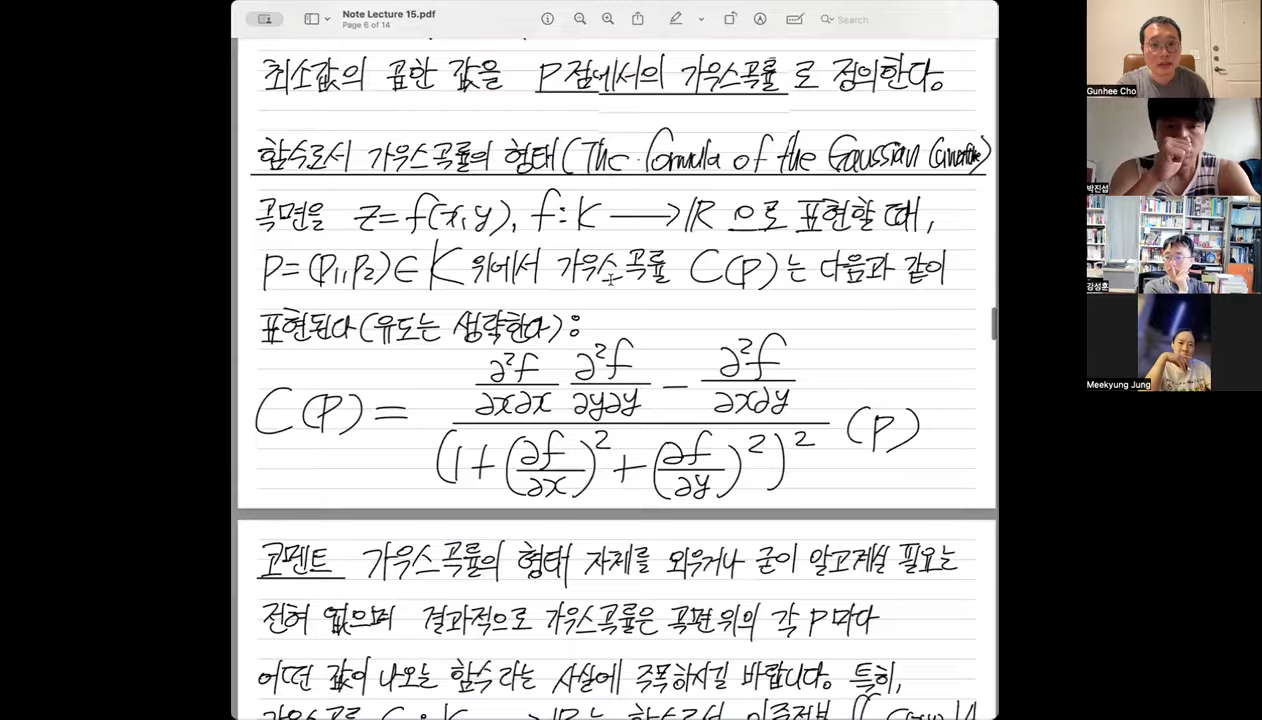 Note Lecture 15.pdf
Page 6 of 14
Search
최소값의 곱한 값을 P점에서의 가우스곡률로 정의한다.
함수로서 가우스곡률의 형태(The formula of the Gaussian Curvature)
곡면을 z=f(x,y), f:K→ℝ 으로 표현할 때,
P=(P₁,P₂)∈K 위에서 가우스곡률 C(P)는 다음과 같이
표현된다(유도는 생략한다):
C(P) = (∂²f/∂x∂x ∂²f/∂y∂y − ∂²f/∂x∂y) / (1+(∂f/∂x)²+(∂f/∂y)²)² (P)
코멘트 가우스곡률의 형태 자체를 외우거나 굳이 알고계실 필요는
전혀 없으며 결과적으로 가우스곡률은 곡면 위의 각 P마다
어떤 값이 나오는 함수라는 사실에 주목하시길 바랍니다. 특히,
Gunhee Cho
박진섭
강성훈
Meekyung Jung